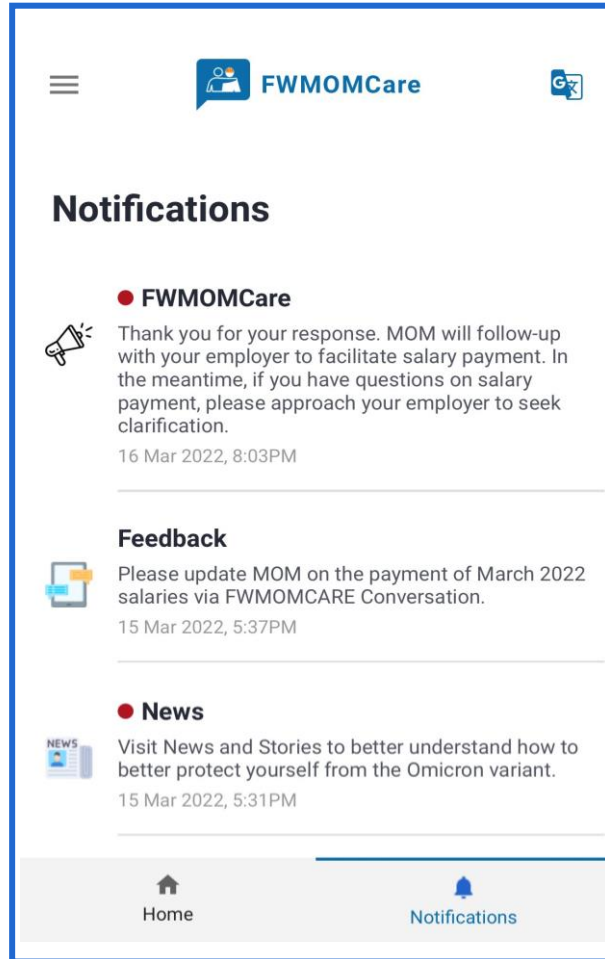 FWMOMCare
G
Notifications
FWMOMCare
Thank you for your response. MOM will follow-up
with your employer to facilitate salary payment. In
the meantime, if you have questions on salary
payment, please approach your employer to seek
clarification.
16 Mar 2022, 8:03PM
Feedback
Please update MOM on the payment of March 2022
salaries via FWMOMCARE Conversation.
15 Mar 2022, 5:37PM
News
NEWS
Visit News and Stories to better understand how to
better protect yourself from the Omicron variant.
15 Mar 2022, 5:31PM
Home
Notifications